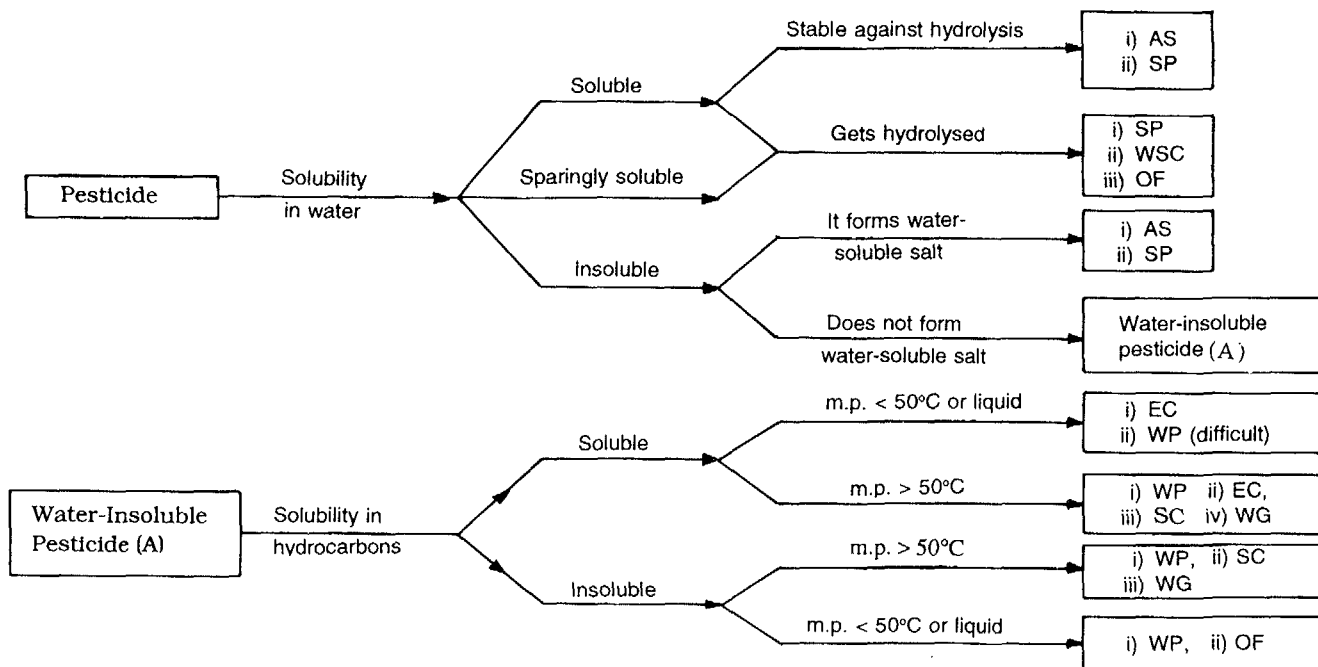 Stable against hydrolysis
i) AS
ii) SP
Soluble
Gets hydrolysed
i) SP
ii) WSC
iii) OF
Pesticide
Solubility
in water
Sparingly soluble
It forms water-
soluble salt
i) AS
ii) SP
Insoluble
Does not form
water-soluble salt
Water-insoluble
pesticide (A)
m.p. < 50°C or liquid
i) EC
ii) WP (difficult)
Soluble
m.p. > 50°C
i) WP ii) EC,
iii) SC iv) WG
Water-Insoluble
Pesticide (A)
Solubility in
hydrocarbons
m.p. > 50°C
i) WP, ii) SC
iii) WG
Insoluble
m.p. < 50°C or liquid
i) WP, ii) OF